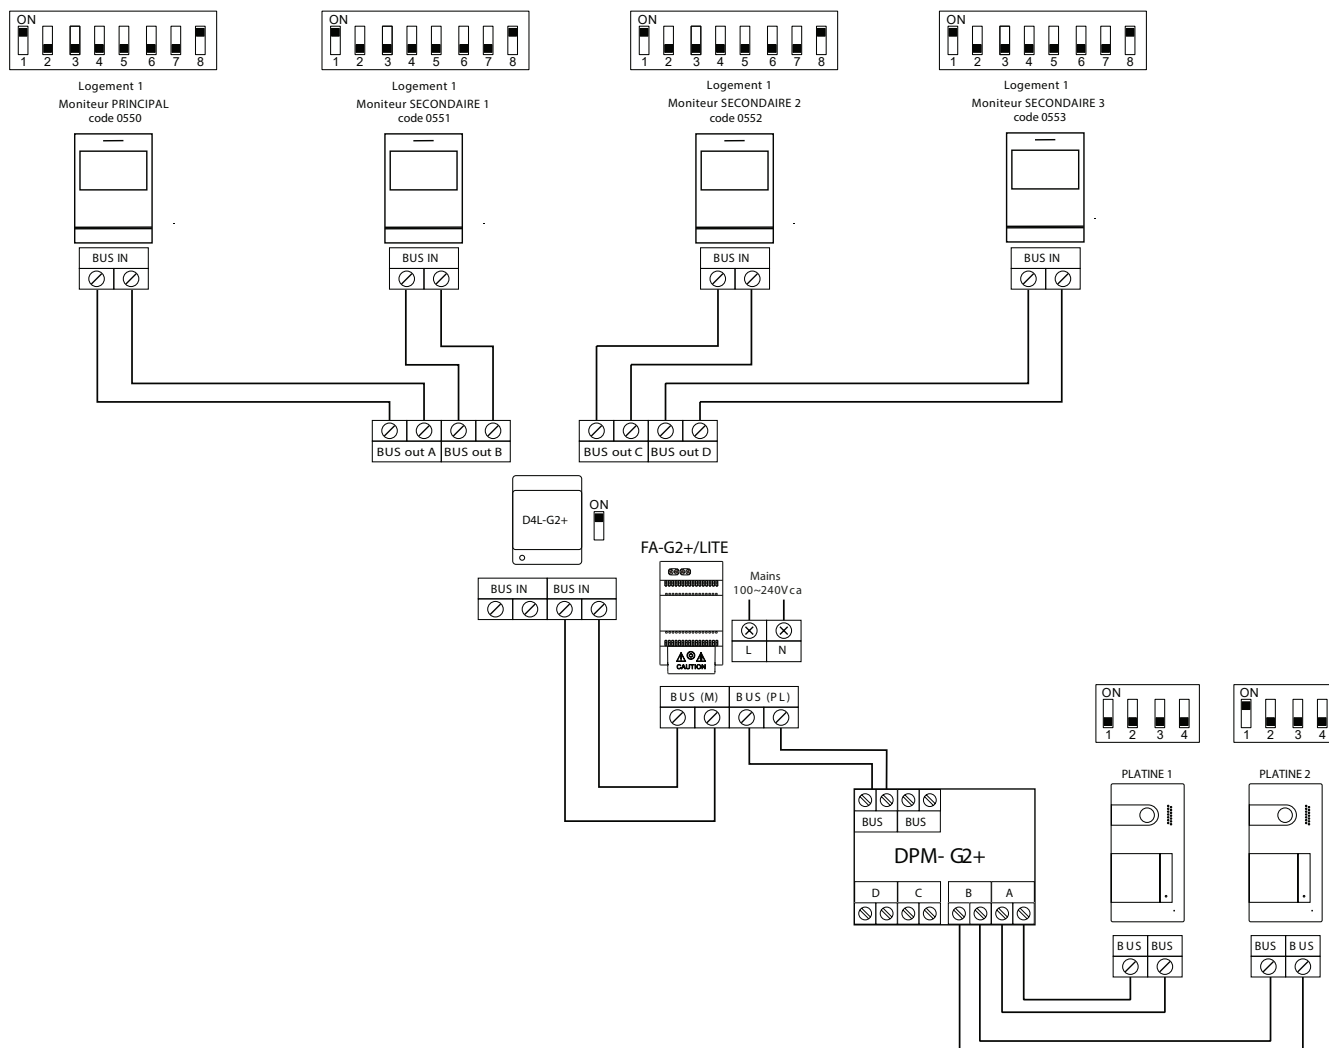 ON ON ON ON
1 2 3 4 5 6 7 8 1 2 3 4 5 6 7 8 1 2 3 4 5 6 7 8 1 2 3 4 5 6 7 8
Logement 1 Logement 1 Logement 1 Logement 1
Moniteur PRINCIPAL Moniteur SECONDAIRE 1 Moniteur SECONDAIRE 2 Moniteur SECONDAIRE 3
code 0550 code 0551 code 0552 code 0553
BUS IN BUS IN BUS IN BUS IN
BUS out A BUS out B BUS out C BUS out D
ON
D4L-G2+
FA-G2+/LITE
Mains
100~240V ca
BUS IN BUS IN
L N
CAUTION
BUS (M) BUS (PL)
ON ON
1 2 3 4 1 2 3 4
PLATINE 1 PLATINE 2
BUS BUS
DPM- G2+
D C B A
BUS BUS BUS BUS